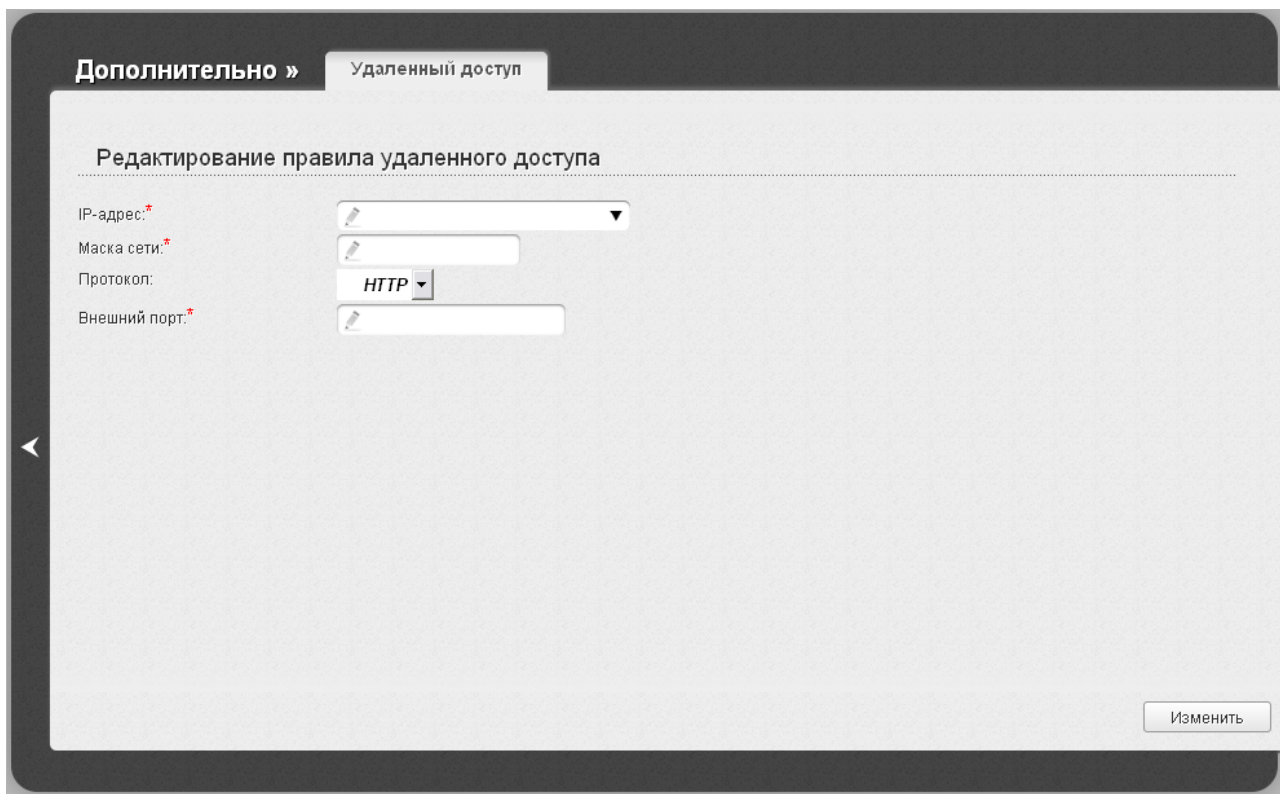 Дополнительно » Удаленный доступ
Редактирование правила удаленного доступа
IP-адрес:*
Маска сети:*
Протокол: HTTP
Внешний порт:*
Изменить